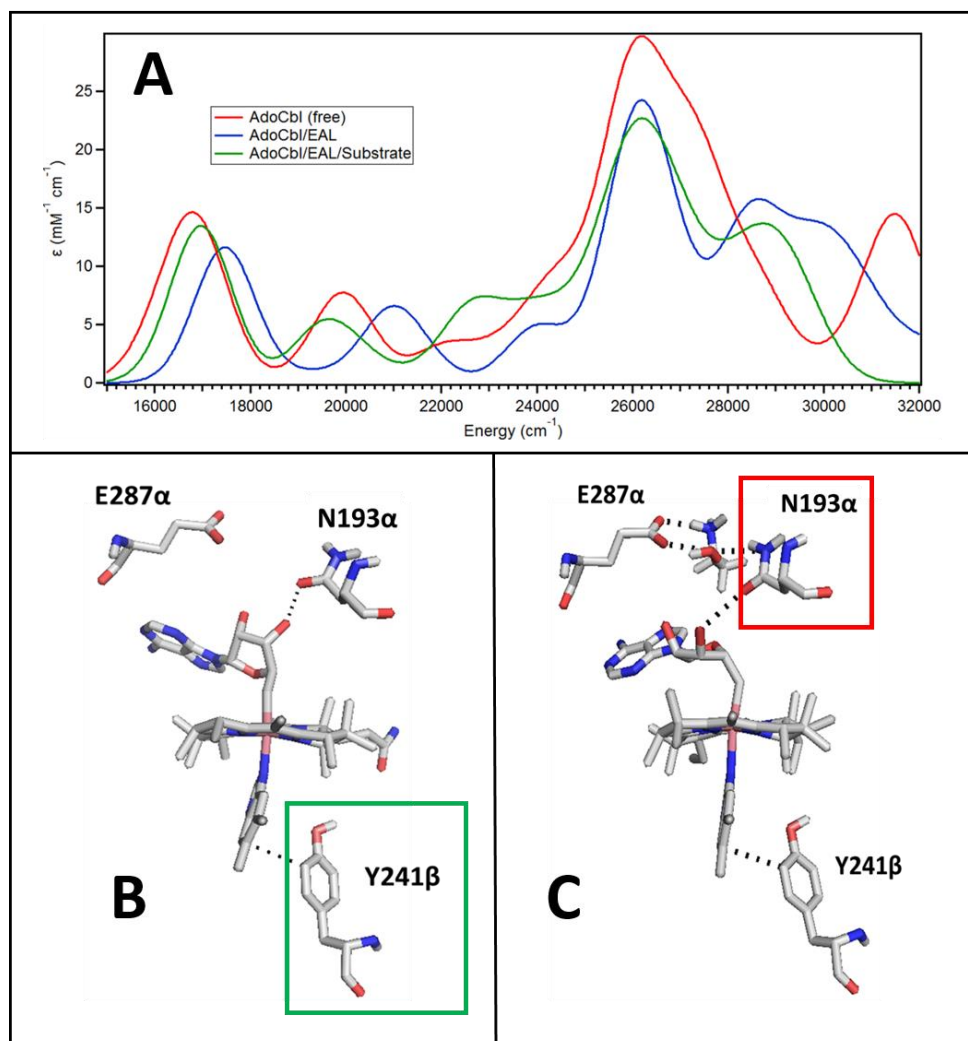 A
AdoCbl (free)
AdoCbl/EAL
AdoCbl/EAL/Substrate
ε (mM⁻¹ cm⁻¹)
25
20
15
10
5
0
16000 18000 20000 22000 24000 26000 28000 30000 32000
Energy (cm⁻¹)
E287α
N193α
Y241β
B
E287α
N193α
Y241β
C